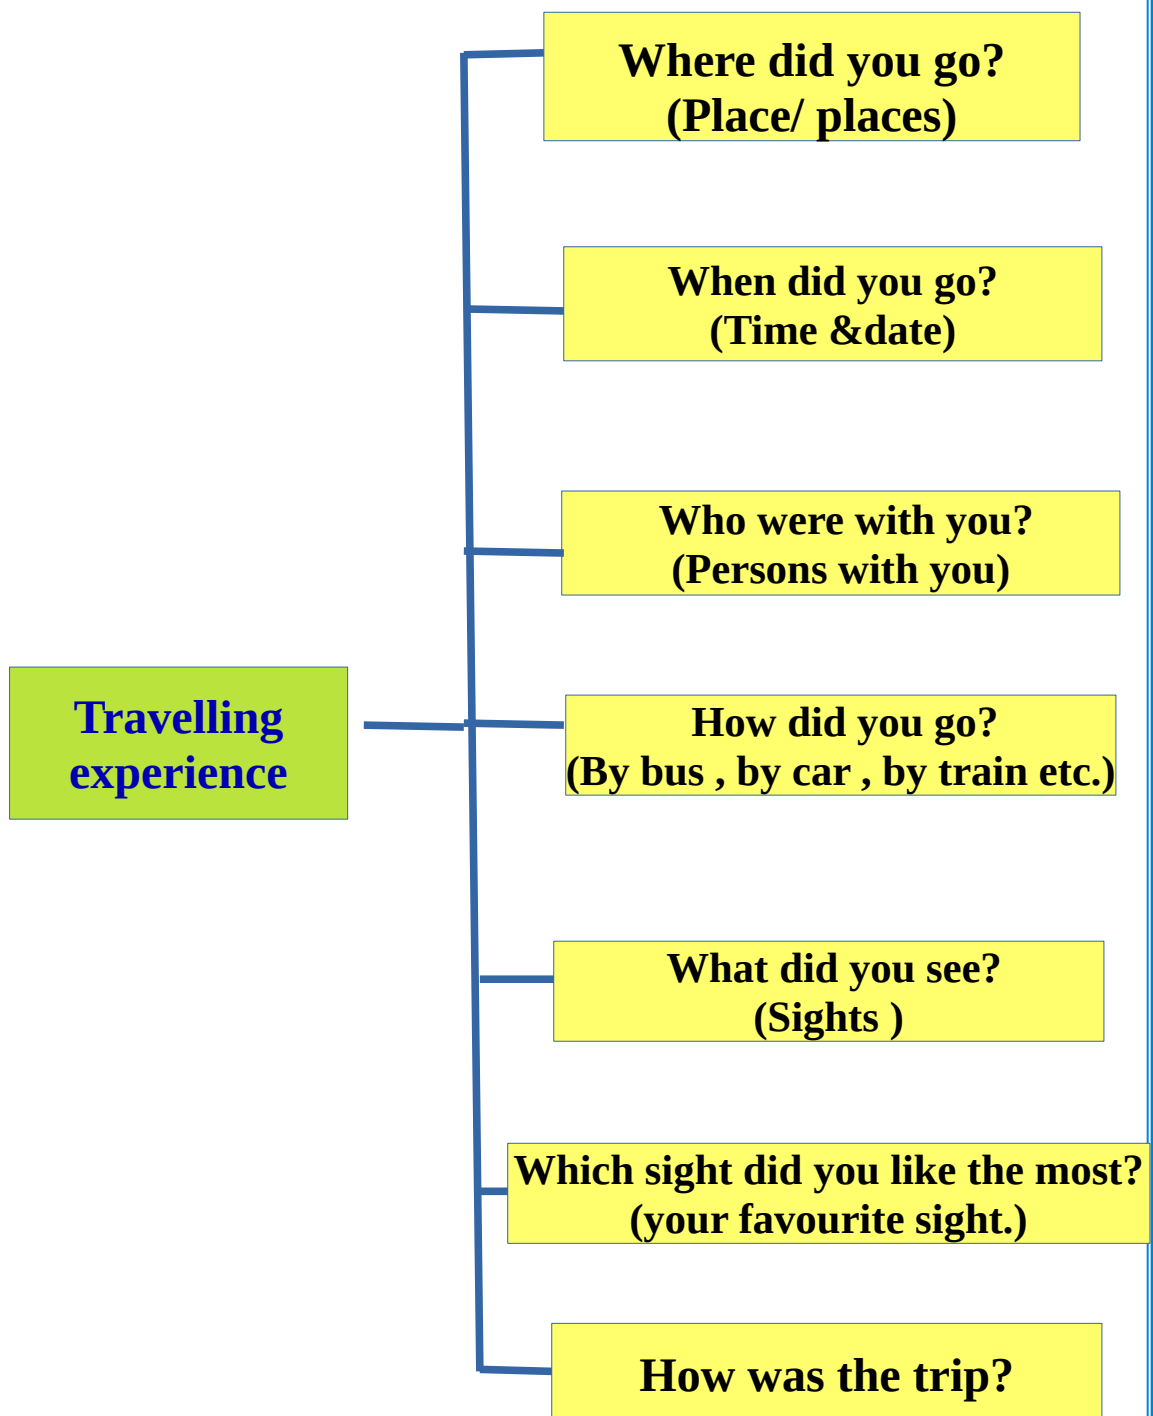 Where did you go?
(Place/ places)
When did you go?
(Time &date)
Who were with you?
(Persons with you)
Travelling
experience
How did you go?
(By bus , by car , by train etc.)
What did you see?
(Sights )
Which sight did you like the most?
(your favourite sight.)
How was the trip?